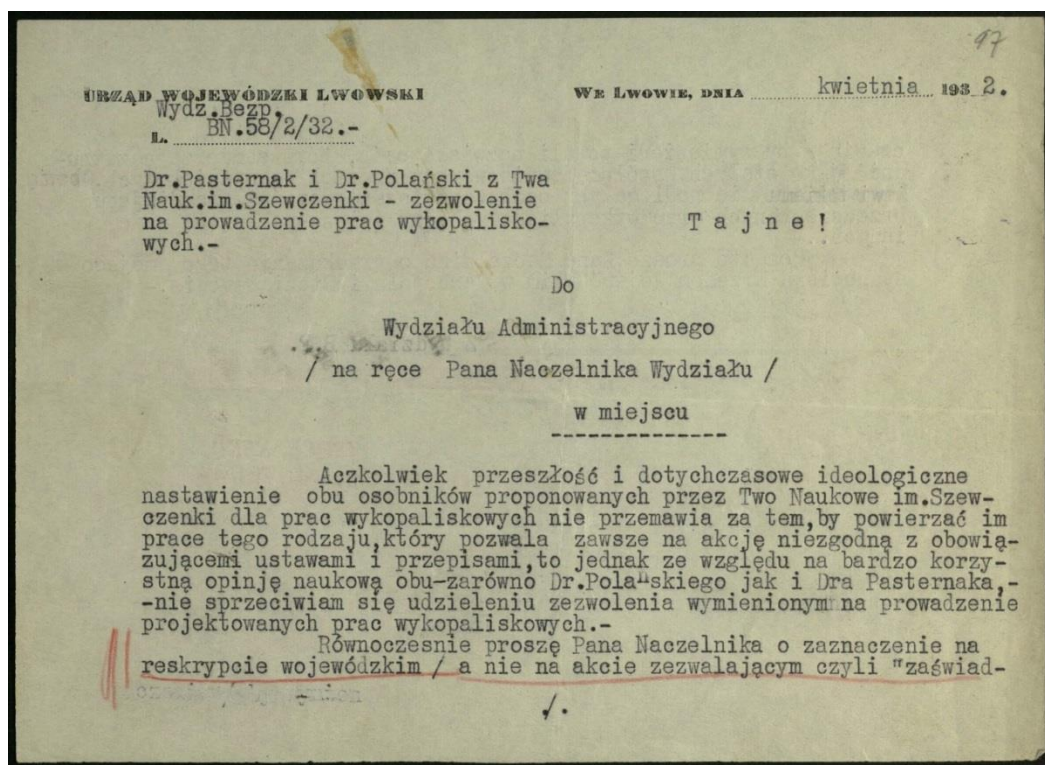 97
URZĄD WOJEWÓDZKI LWOWSKI
WE LWOWIE, DNIA kwietnia 1932.
Wydz.Bezp.
L. BN.58/2/32.-
Dr.Pasternak i Dr.Polański z Twa
Nauk.im.Szewczenki - zezwolenie
na prowadzenie prac wykopalisko-
wych.-
T a j n e !
Do
Wydziału Administracyjnego
/ na ręce Pana Naczelnika Wydziału /
w miejscu
Aczkolwiek przeszłość i dotychczasowe ideologiczne
nastawienie obu osobników proponowanych przez Two Naukowe im.Szew-
czenki dla prac wykopaliskowych nie przemawia za tem,by powierzać im
prace tego rodzaju,który pozwala zawsze na akcję niezgodną z obowią-
zującemi ustawami i przepisami,to jednak ze względu na bardzo korzy-
stną opinję naukową obu-zarówno Dr.Polańskiego jak i Dra Pasternaka,-
-nie sprzeciwiam się udzieleniu zezwolenia wymienionym na prowadzenie
projektowanych prac wykopaliskowych.-
Równoczesnie proszę Pana Naczelnika o zaznaczenie na
reskrypcie wojewódzkim / a nie na akcie zezwalającym czyli "zaświad-
./.